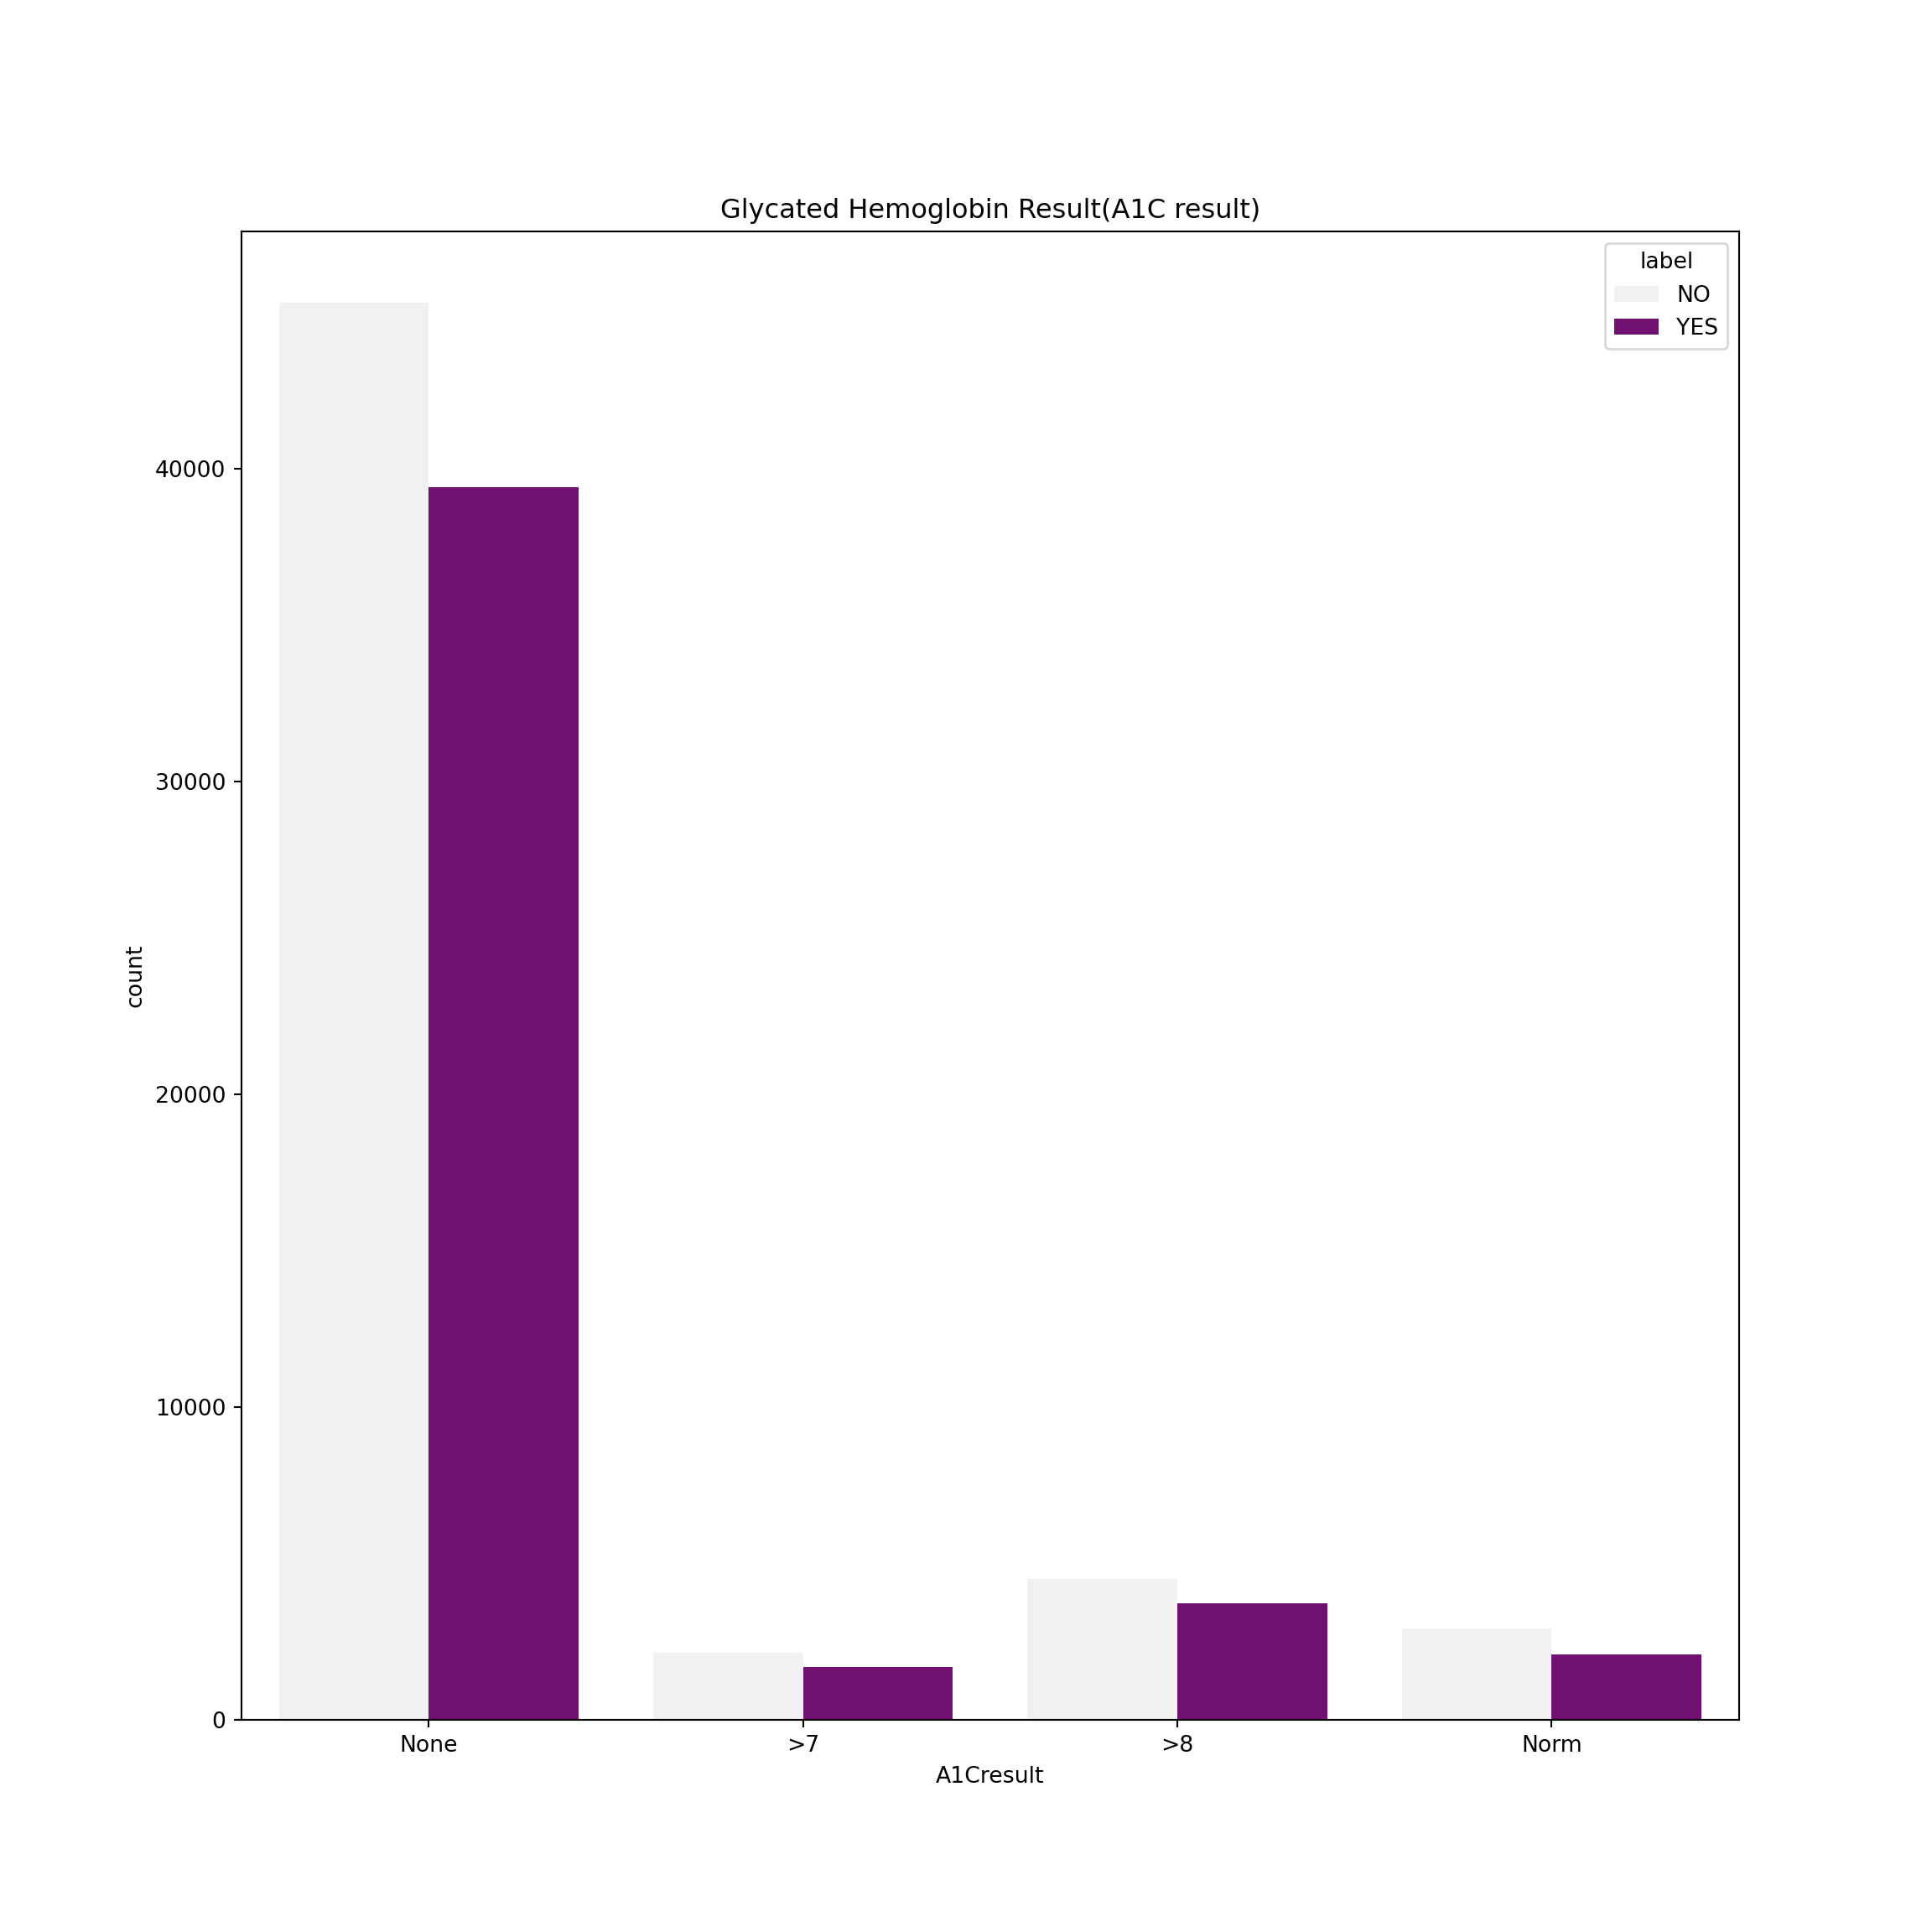 Glycated Hemoglobin Result(A1C result)
label
NO
YES
40000
30000
20000
10000
0
count
None >7 >8 Norm
A1Cresult